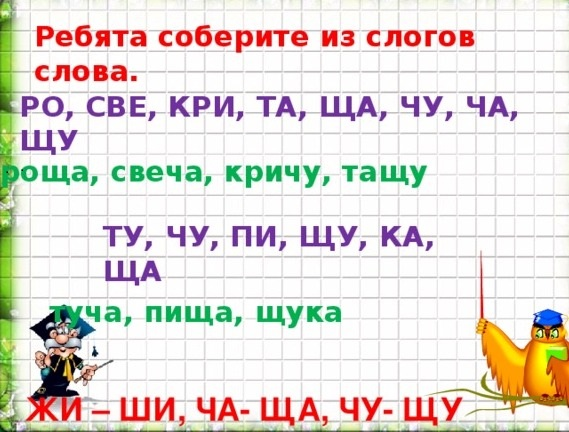 Ребята соберите из слогов
слова.
РО, СВЕ, КРИ, ТА, ЩА, ЧУ, ЧА,
ЩУ
роща, свеча, кричу, тащу
ТУ, ЧУ, ПИ, ЩУ, КА,
ЩА
туча, пища, щука
ЖИ – ШИ, ЧА- ЩА, ЧУ- ЩУ